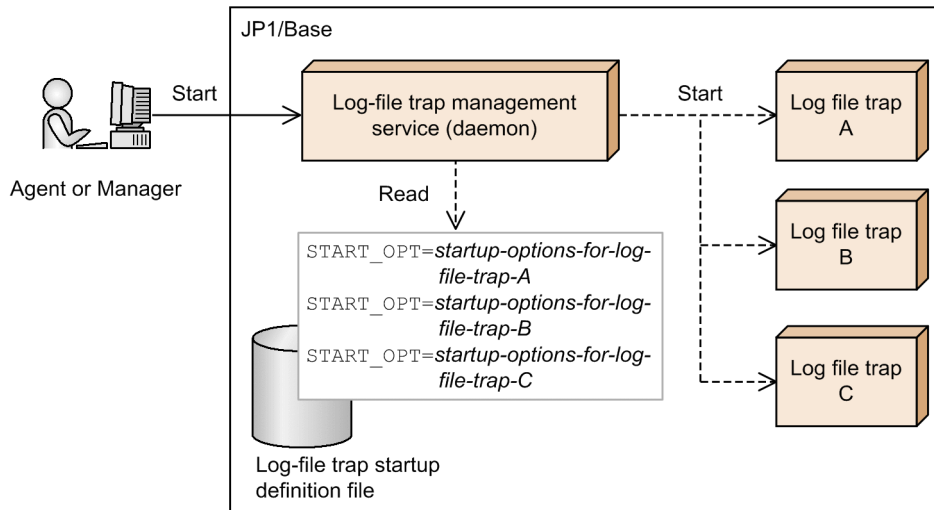 JP1/Base
Start
Log-file trap management
service (daemon)
Start
Log file trap
A
Agent or Manager
Read
Log file trap
B
START_OPT=startup-options-for-log-
file-trap-A
START_OPT=startup-options-for-log-
file-trap-B
START_OPT=startup-options-for-log-
file-trap-C
Log file trap
C
Log-file trap startup
definition file